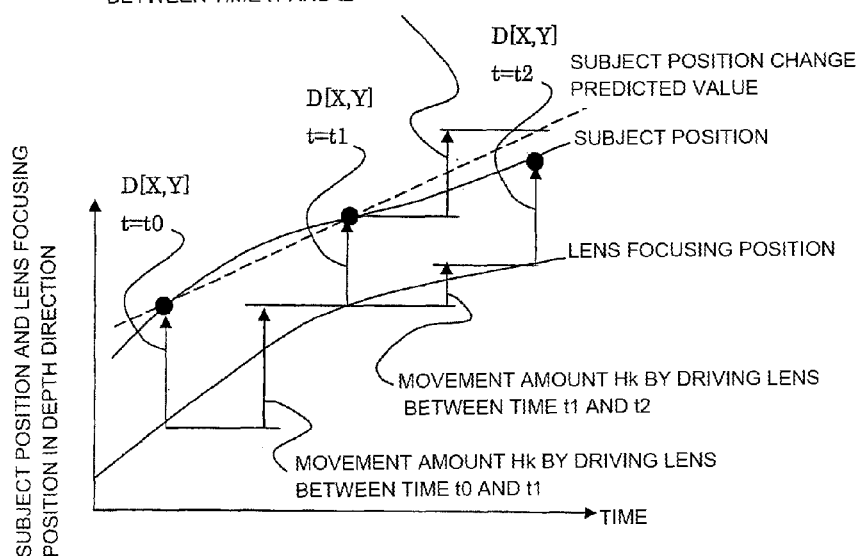 D[X,Y]
t=t2
SUBJECT POSITION CHANGE
PREDICTED VALUE
D[X,Y]
t=t1
SUBJECT POSITION
D[X,Y]
t=t0
LENS FOCUSING POSITION
SUBJECT POSITION AND LENS FOCUSING
POSITION IN DEPTH DIRECTION
MOVEMENT AMOUNT Hk BY DRIVING LENS
BETWEEN TIME t1 AND t2
MOVEMENT AMOUNT Hk BY DRIVING LENS
BETWEEN TIME t0 AND t1
TIME